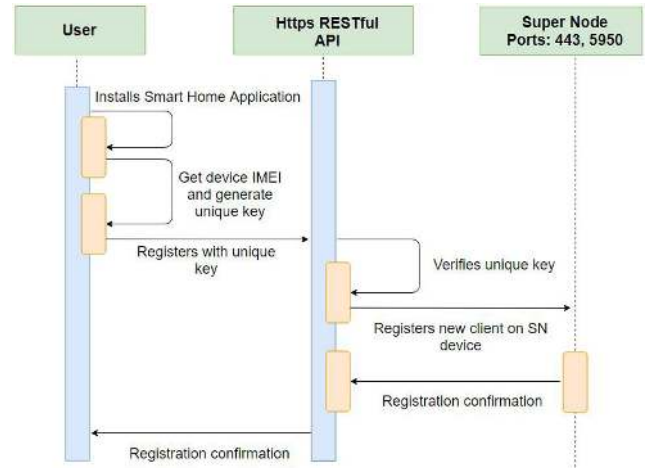 User
Https RESTful
API
Super Node
Ports: 443, 5950
Installs Smart Home Application
Get device IMEI
and generate
unique key
Registers with unique
key
Verifies unique key
Registers new client on SN
device
Registration confirmation
Registration confirmation